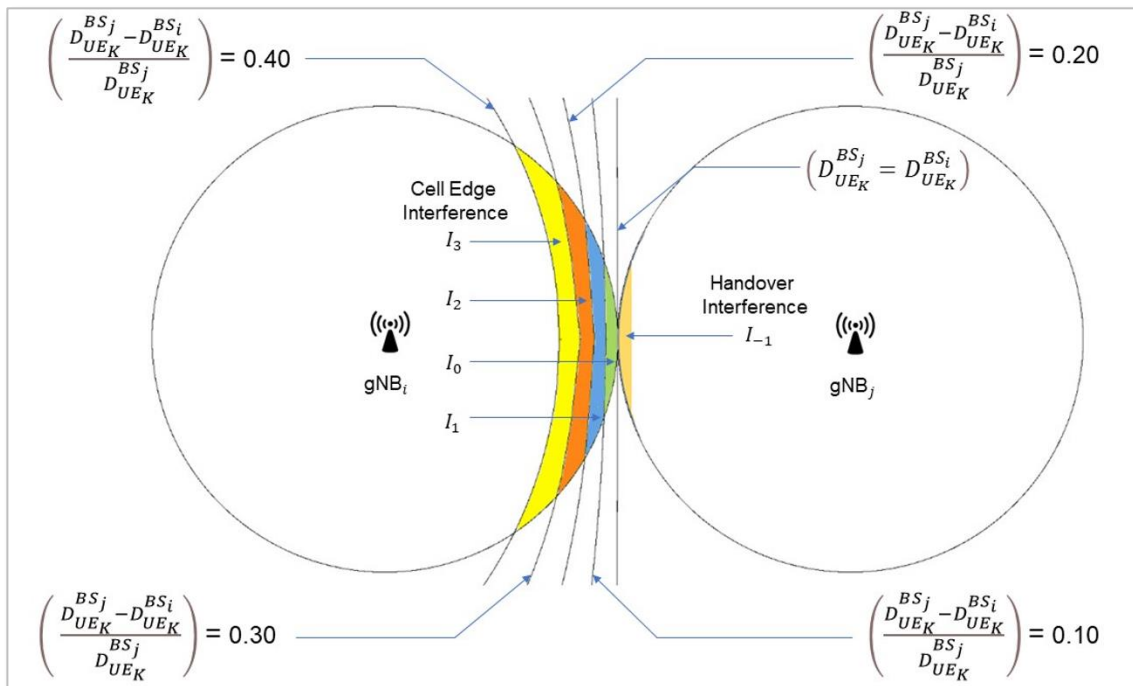 (D_{UE_K}^{BS_j} − D_{UE_K}^{BS_i} / D_{UE_K}^{BS_j}) = 0.40
(D_{UE_K}^{BS_j} − D_{UE_K}^{BS_i} / D_{UE_K}^{BS_j}) = 0.20
(D_{UE_K}^{BS_j} = D_{UE_K}^{BS_i})
Cell Edge
Interference
I_3
I_2
I_0
I_1
Handover
Interference
I_{−1}
gNB_i
gNB_j
(D_{UE_K}^{BS_j} − D_{UE_K}^{BS_i} / D_{UE_K}^{BS_j}) = 0.30
(D_{UE_K}^{BS_j} − D_{UE_K}^{BS_i} / D_{UE_K}^{BS_j}) = 0.10